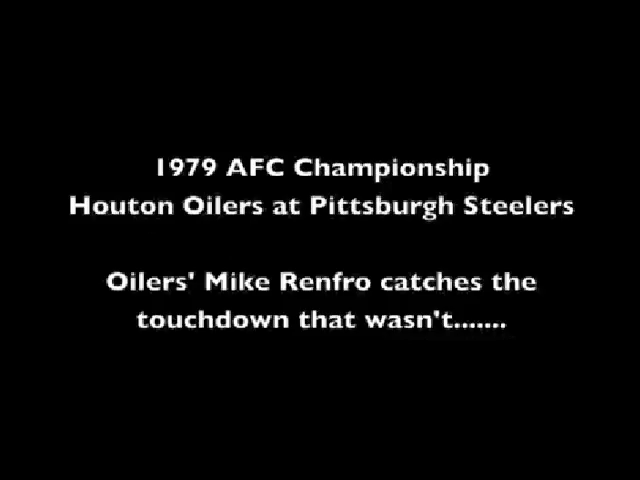 1979 AFC Championship
Houton Oilers at Pittsburgh Steelers
Oilers' Mike Renfro catches the
touchdown that wasn't.......